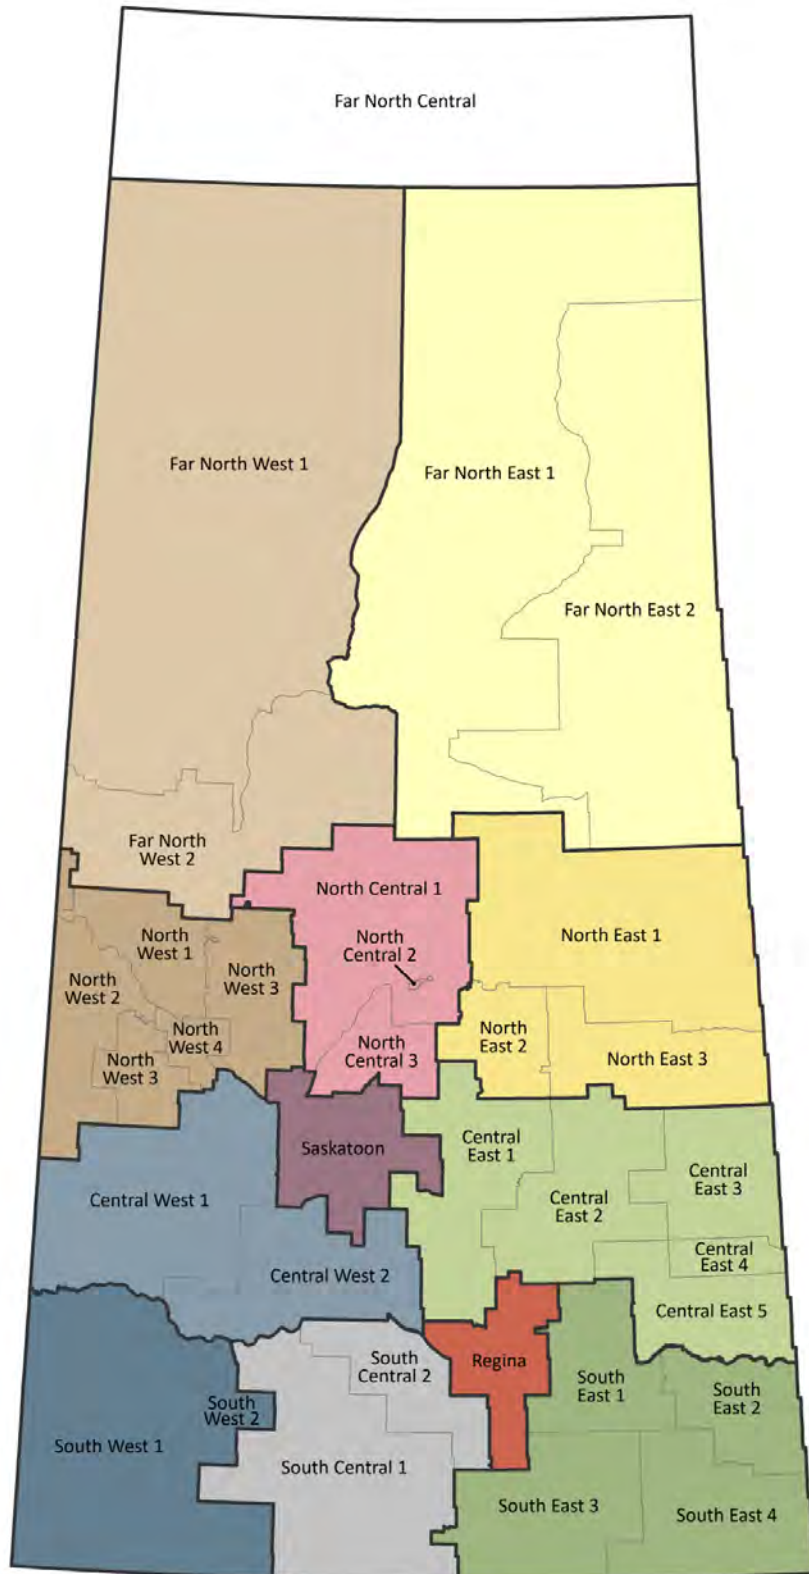 Far North Central
Far North West 1
Far North East 1
Far North East 2
Far North
West 2
North Central 1
North
West 1
North
Central 2
North East 1
North
West 2
North
West 3
North
West 4
North
East 2
North
Central 3
North
West 3
North East 3
Central
East 1
Saskatoon
Central
East 3
Central West 1
Central
East 2
Central
East 4
Central West 2
Central East 5
South
Central 2
Regina
South
East 1
South
East 2
South
West 2
South West 1
South Central 1
South East 3
South East 4